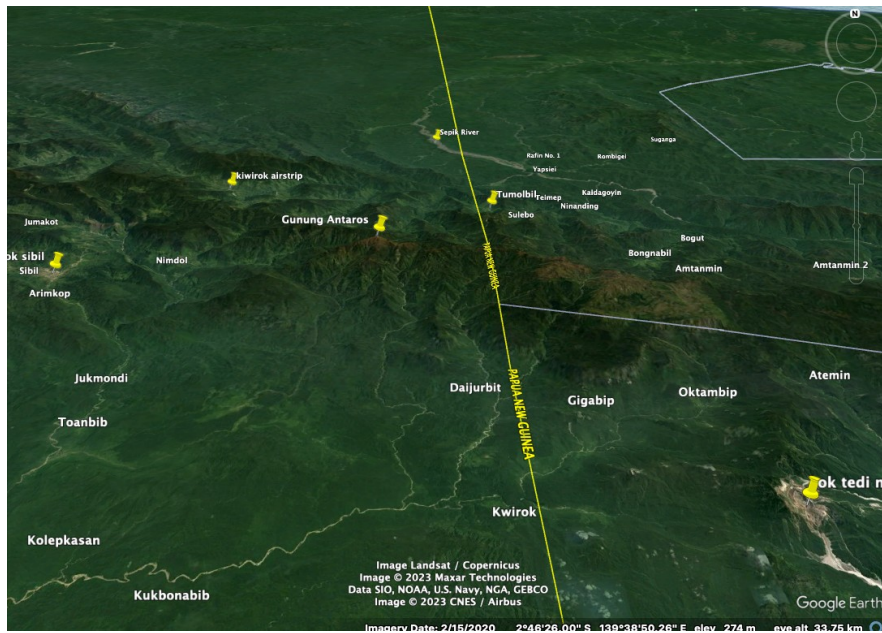 N
Sepik River
Suganga
Rafin No. 1
Rombigei
Yapsiei
kiwirok airstrip
Tumolbil
Teimep
Kaidagoyin
Ninanding
Gunung Antaros
Sulebo
Jumakot
Bogut
Bongnabil
ok sibil
Nimdol
Sibil
Amtanmin
Amtanmin 2
PAPUA NEW GUINEA
Arimkop
Jukmondi
Daijurbit
Atemin
Gigabip
Oktambip
PAPUA NEW GUINEA
Toanbib
ok tedi m
Kwirok
Kolepkasan
Kukbonabib
Image Landsat / Copernicus
Image © 2023 Maxar Technologies
Data SIO, NOAA, U.S. Navy, NGA, GEBCO
Image © 2023 CNES / Airbus
Google Earth
Imagery Date: 2/15/2020 2°46'26.00" S 139°38'50.26" E elev 274 m eye alt 33.75 km